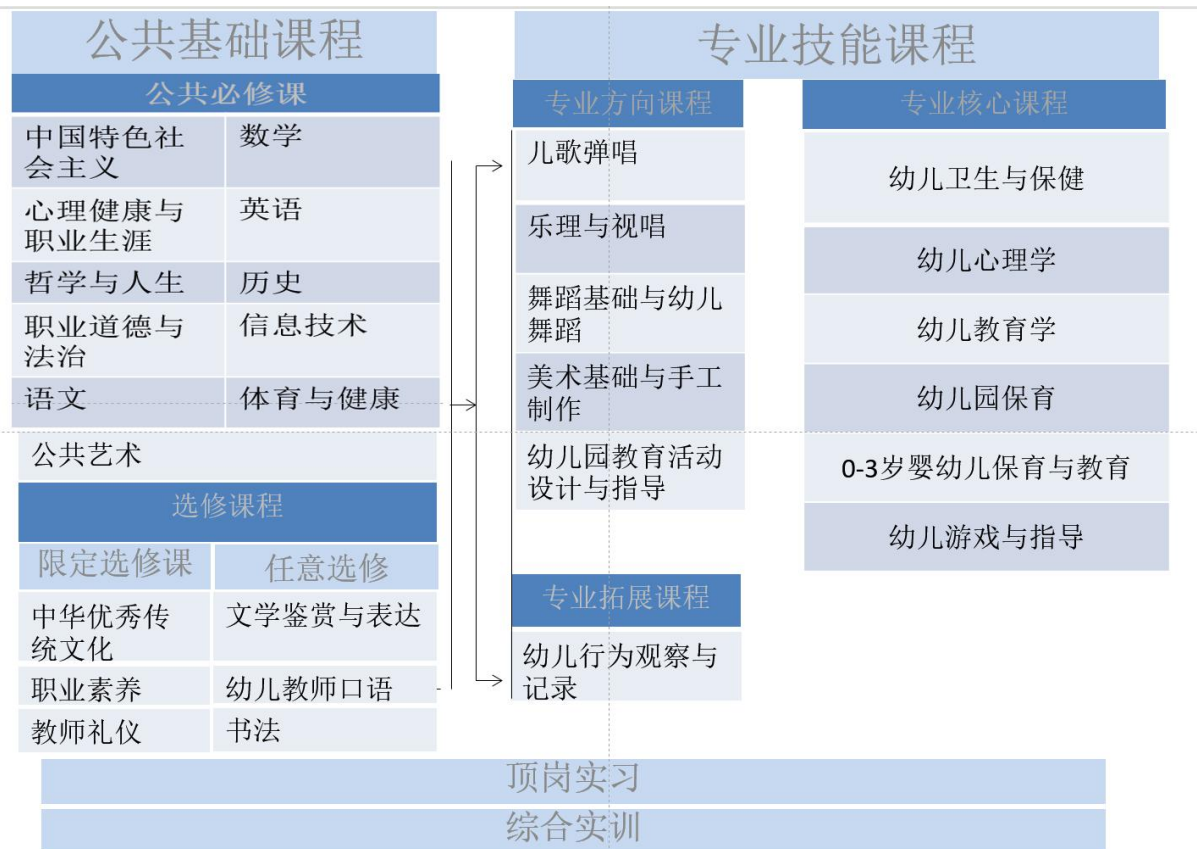 公共基础课程
公共必修课
中国特色社
会主义
数学
心理健康与
职业生涯
英语
哲学与人生
历史
职业道德与
法治
信息技术
语文
体育与健康
公共艺术
选修课程
限定选修课
任意选修
中华优秀传
统文化
文学鉴赏与表达
职业素养
幼儿教师口语
教师礼仪
书法
专业技能课程
专业方向课程
儿歌弹唱
乐理与视唱
舞蹈基础与幼儿
舞蹈
美术基础与手工
制作
幼儿园教育活动
设计与指导
专业拓展课程
幼儿行为观察与
记录
专业核心课程
幼儿卫生与保健
幼儿心理学
幼儿教育学
幼儿园保育
0-3岁婴幼儿保育与教育
幼儿游戏与指导
顶岗实习
综合实训